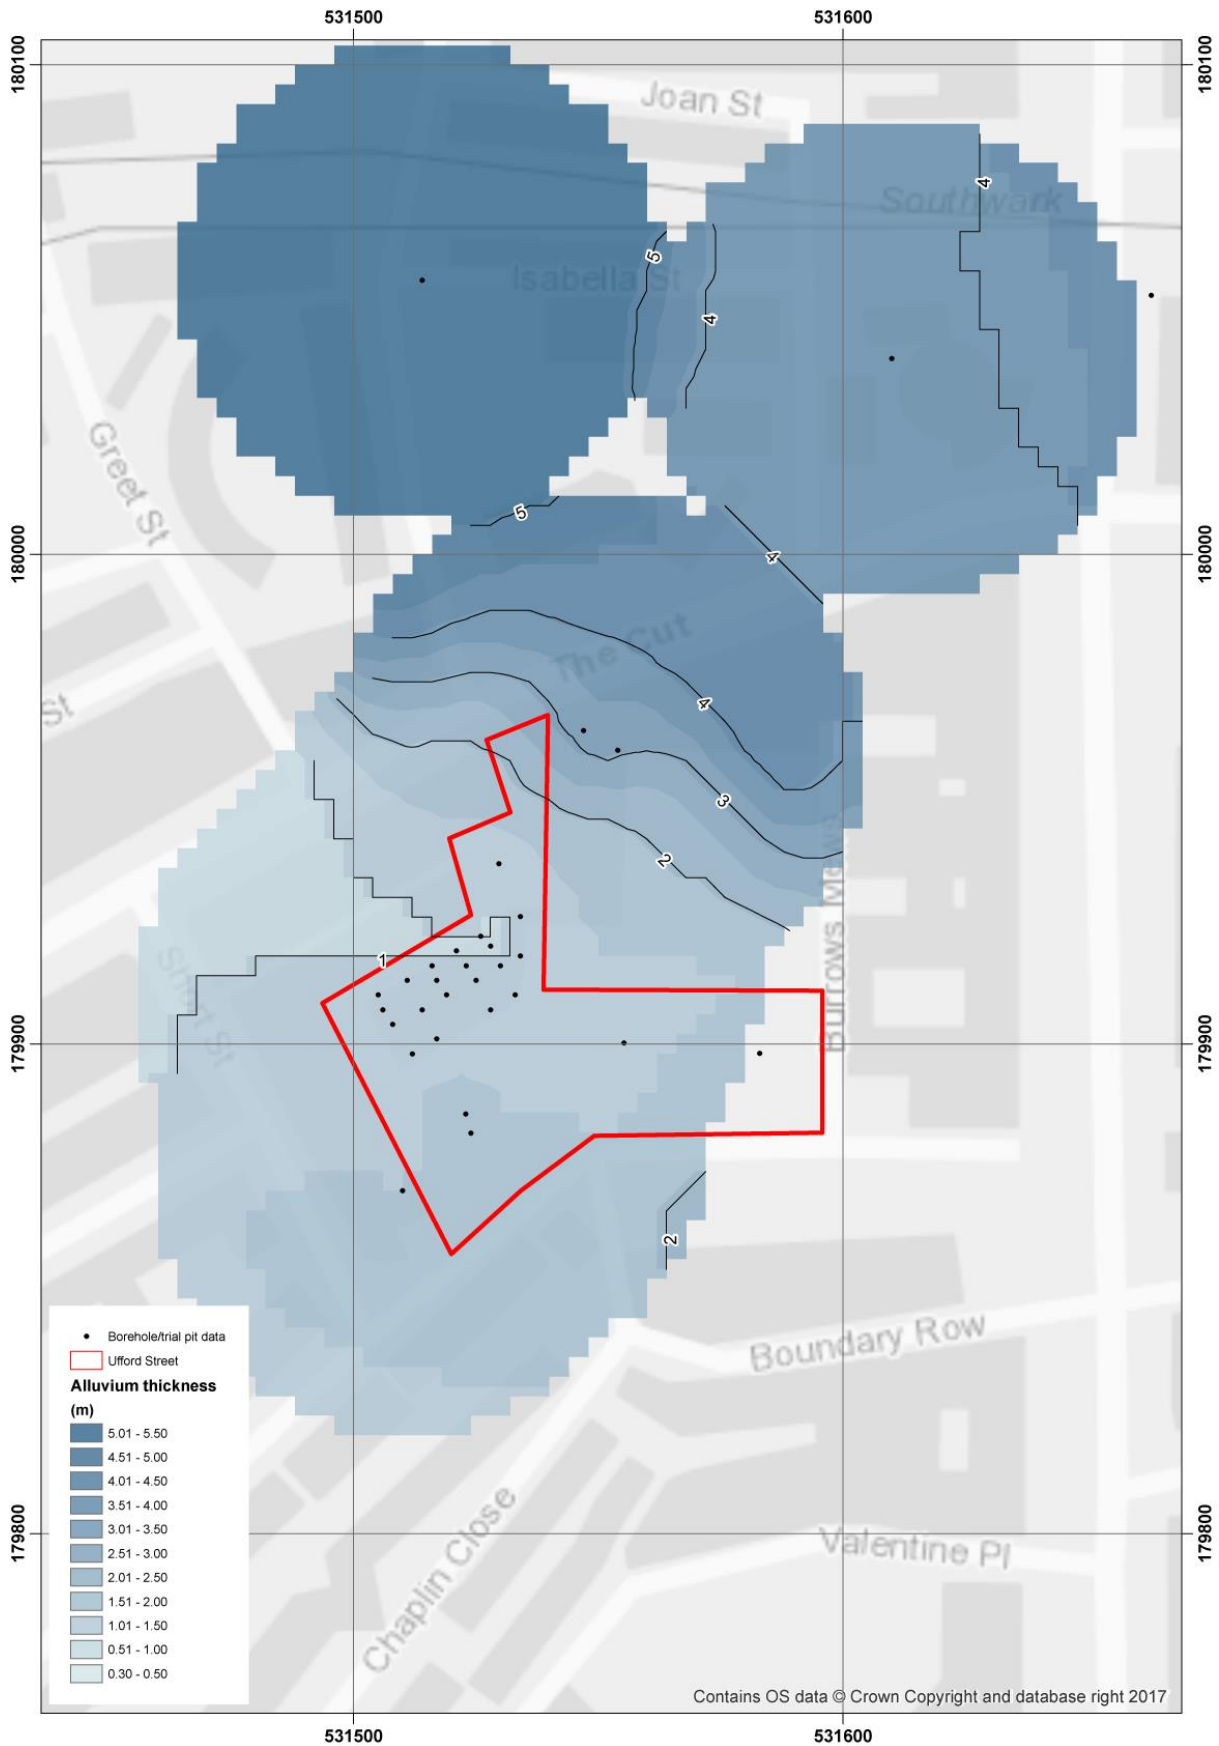 531500
531600
180100
180100
Joan St
4
Southwark
5
Isabella St
4
Greet St
5
180000
4
180000
The Cut
St
4
3
2
Burrows Mews
Short St
1
179900
179900
2
Borehole/trial pit data
Ufford Street
Alluvium thickness
(m)
5.01 - 5.50
4.51 - 5.00
4.01 - 4.50
3.51 - 4.00
3.01 - 3.50
2.51 - 3.00
2.01 - 2.50
1.51 - 2.00
1.01 - 1.50
0.51 - 1.00
0.30 - 0.50
Boundary Row
179800
Chaplin Close
Valentine Pl
179800
Contains OS data © Crown Copyright and database right 2017
531500
531600